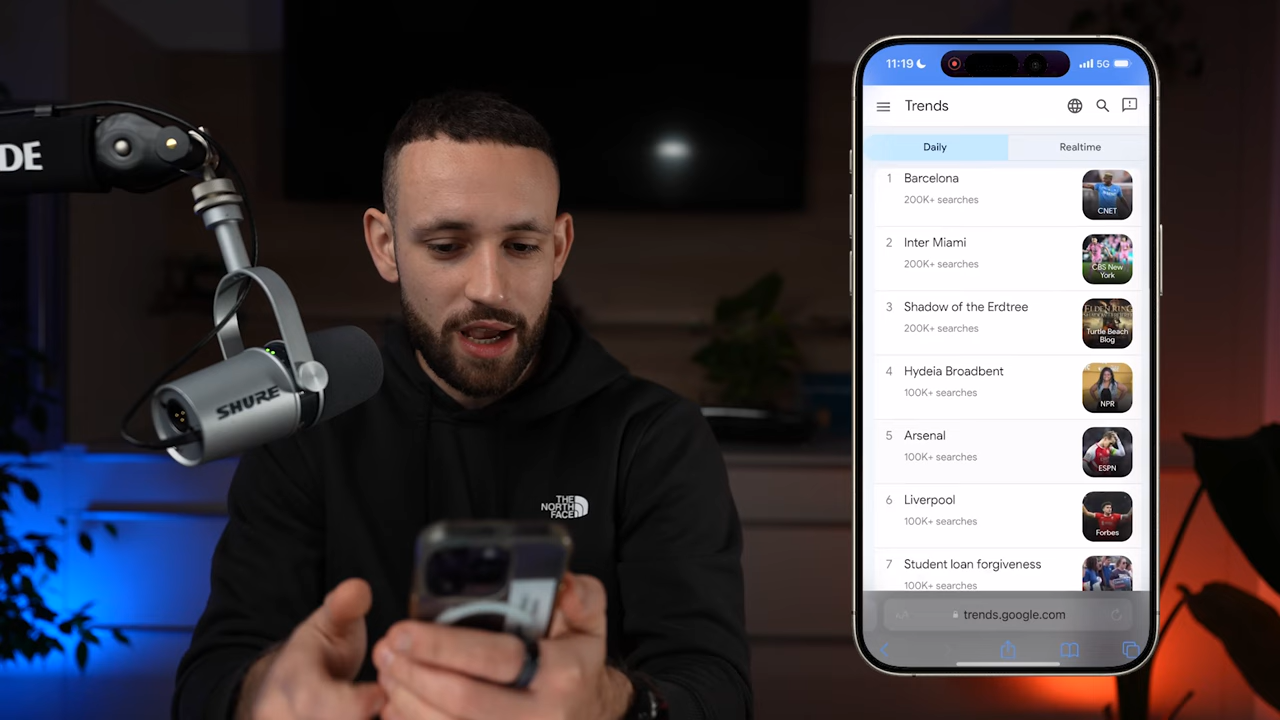 DE
SHURE
THE
NORTH
FACE
11:19
5G
Trends
Daily
Realtime
1 Barcelona
200K+ searches
CNET
2 Inter Miami
200K+ searches
CBS New
York
3 Shadow of the Erdtree
200K+ searches
ELDEN RING
Turtle Beach
Blog
4 Hydeia Broadbent
100K+ searches
NPR
5 Arsenal
100K+ searches
ESPN
6 Liverpool
100K+ searches
Forbes
7 Student loan forgiveness
100K+ searches
AA
trends.google.com